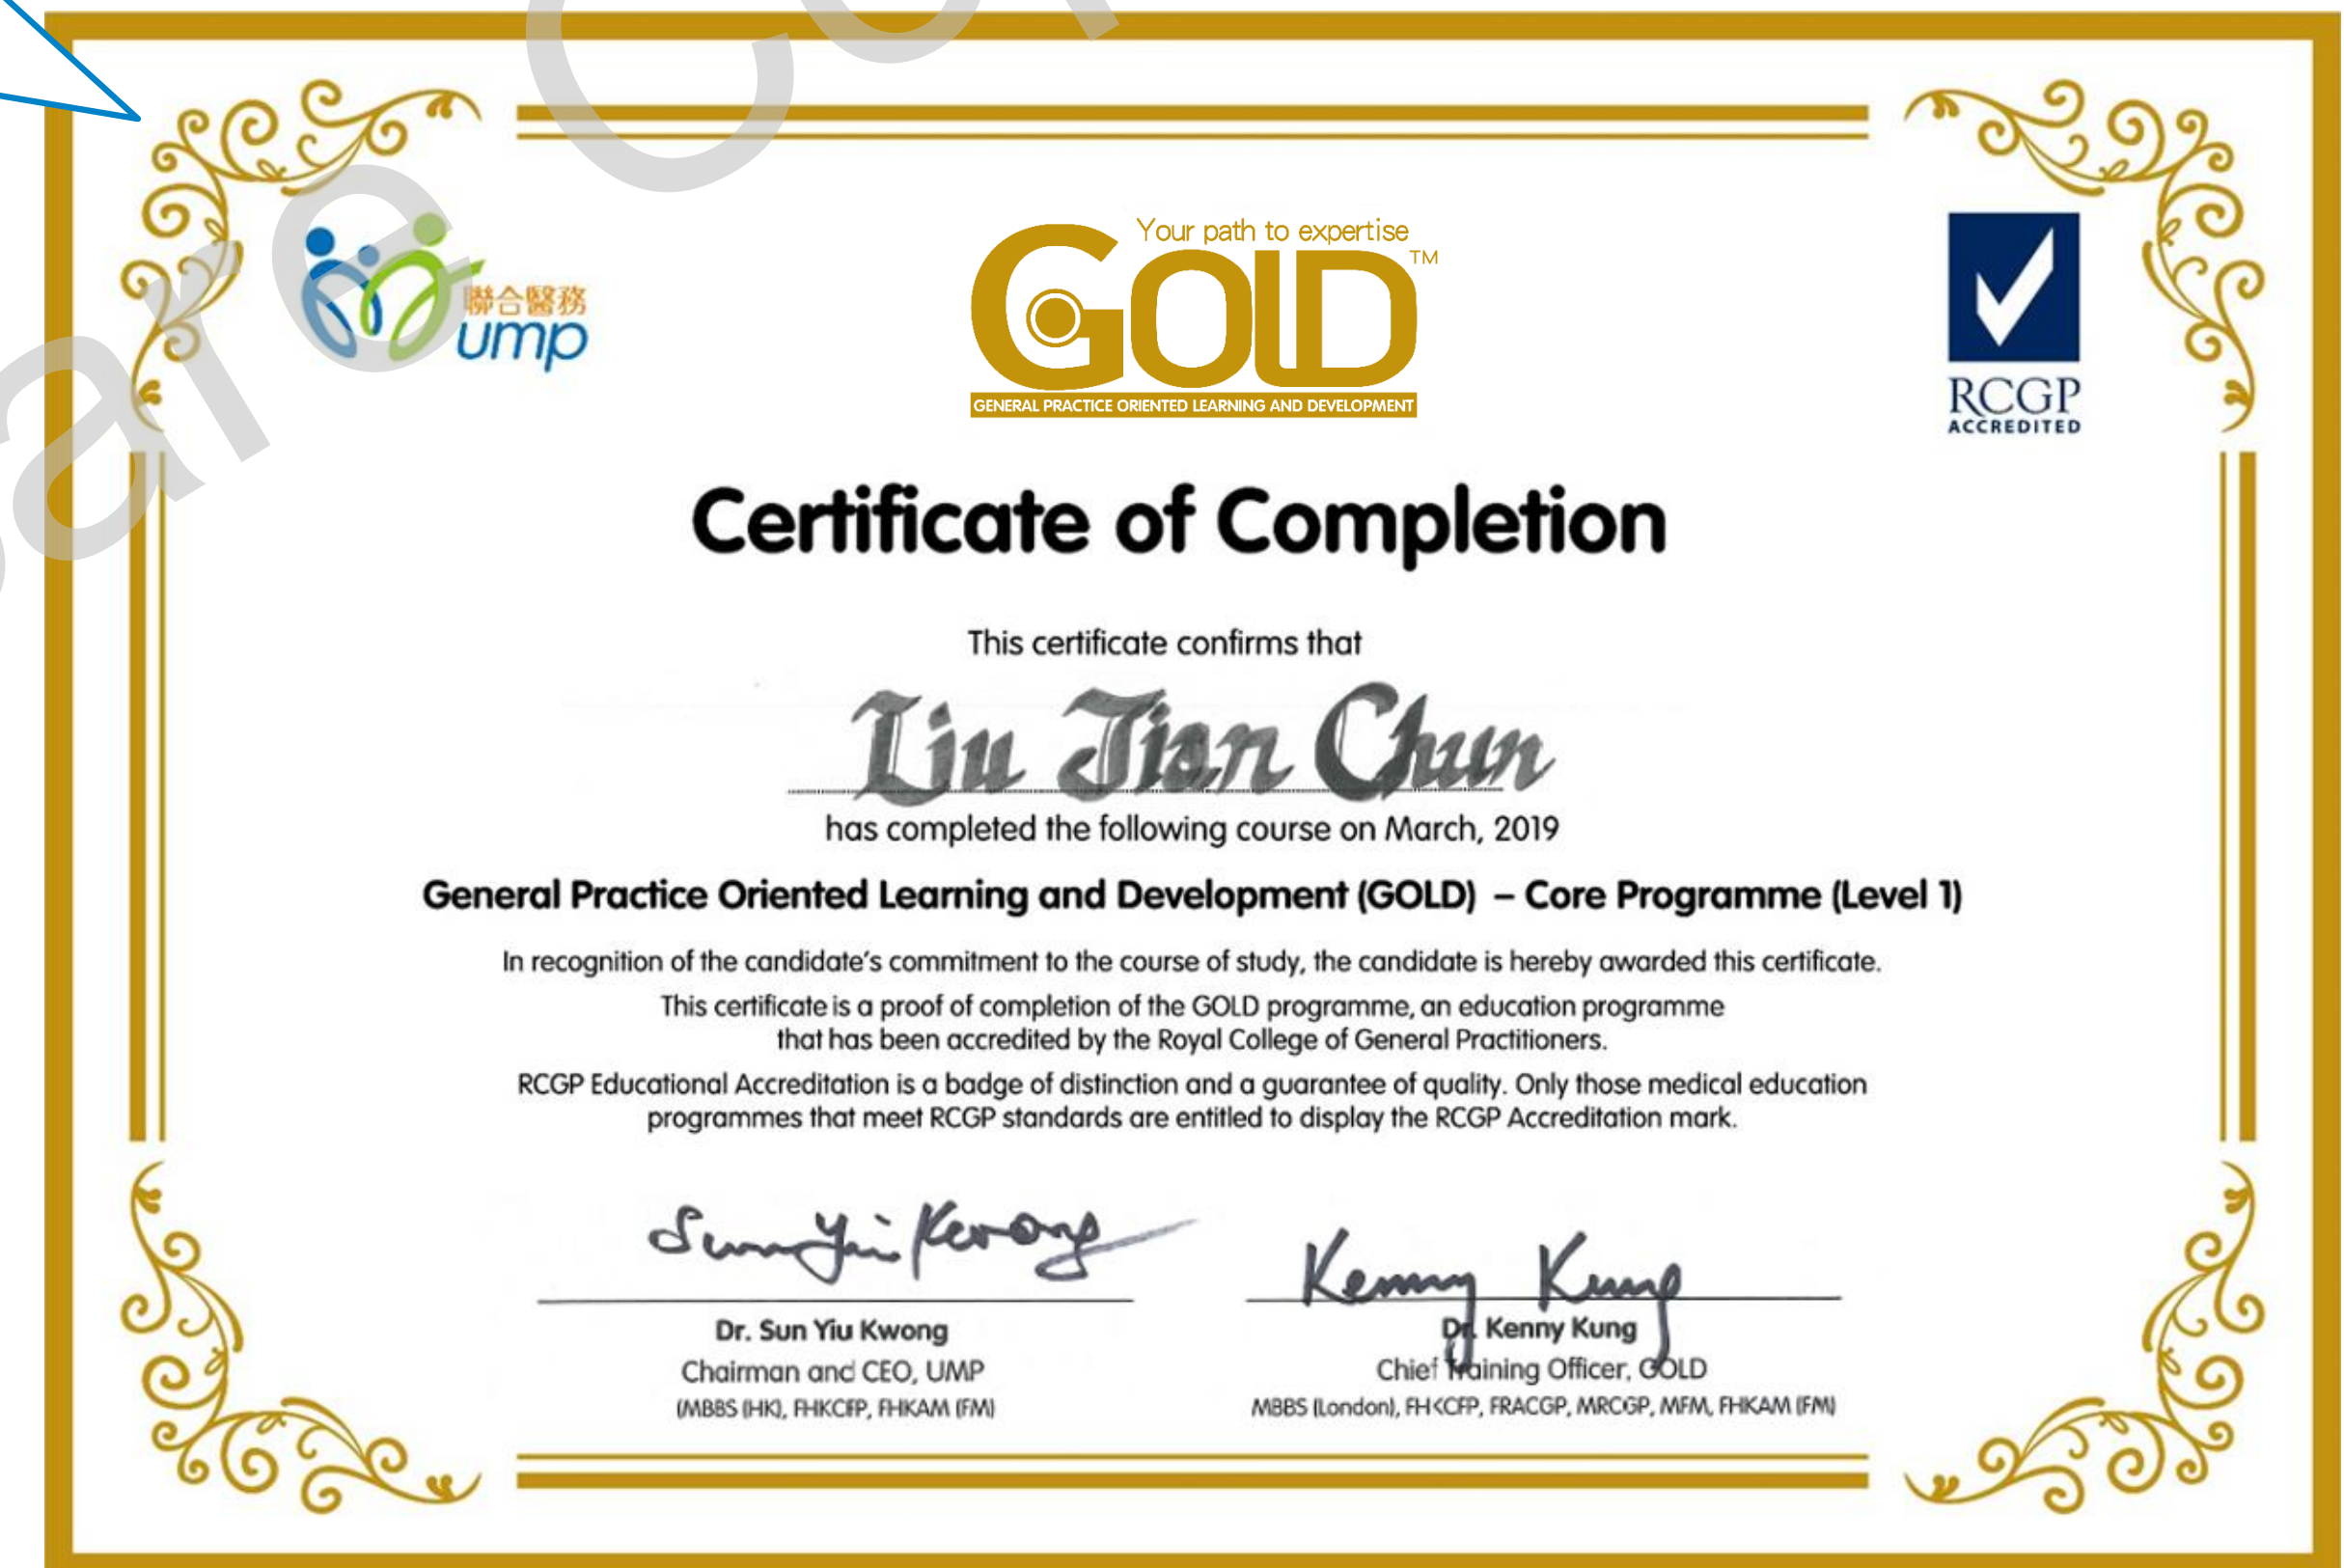 Your path to expertise
GOLD™
GENERAL PRACTICE ORIENTED LEARNING AND DEVELOPMENT
聯合醫務
ump
RCGP
ACCREDITED
Certificate of Completion
This certificate confirms that
Liu Jian Chun
has completed the following course on March, 2019
General Practice Oriented Learning and Development (GOLD) – Core Programme (Level 1)
In recognition of the candidate's commitment to the course of study, the candidate is hereby awarded this certificate.
This certificate is a proof of completion of the GOLD programme, an education programme
that has been accredited by the Royal College of General Practitioners.
RCGP Educational Accreditation is a badge of distinction and a guarantee of quality. Only those medical education
programmes that meet RCGP standards are entitled to display the RCGP Accreditation mark.
Sun Yiu Kwong
Kenny Kung
Dr. Sun Yiu Kwong
Dr. Kenny Kung
Chairman and CEO, UMP
Chief Training Officer, GOLD
(MBBS (HK), FHKCFP, FHKAM (FM)
MBBS (London), FHKCFP, FRACGP, MRCGP, MFM, FHKAM (FM)